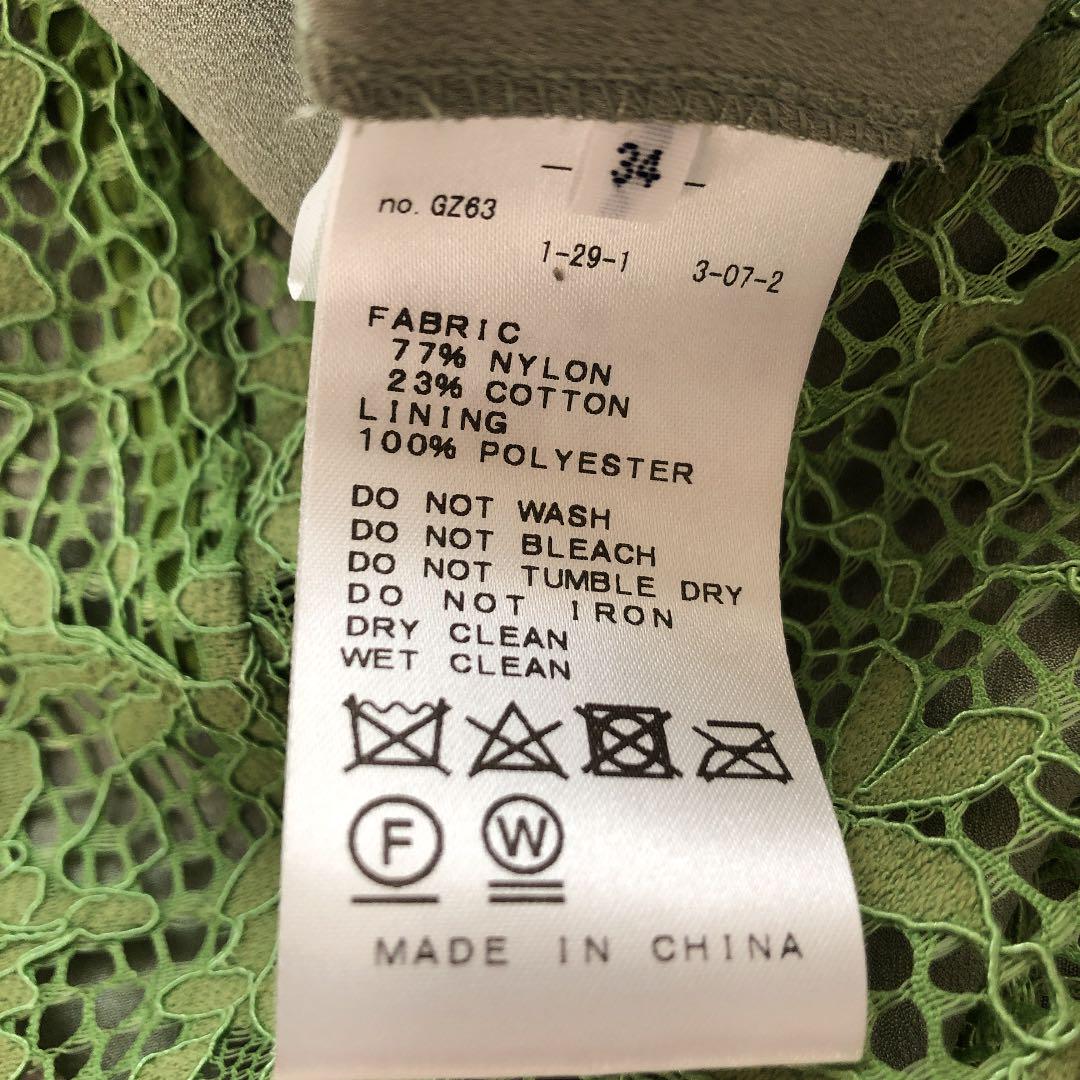 - 34 -
no. GZ63
1-29-1 3-07-2
FABRIC
77% NYLON
23% COTTON
LINING
100% POLYESTER
DO NOT WASH
DO NOT BLEACH
DO NOT TUMBLE DRY
DO NOT IRON
DRY CLEAN
WET CLEAN
F W
MADE IN CHINA